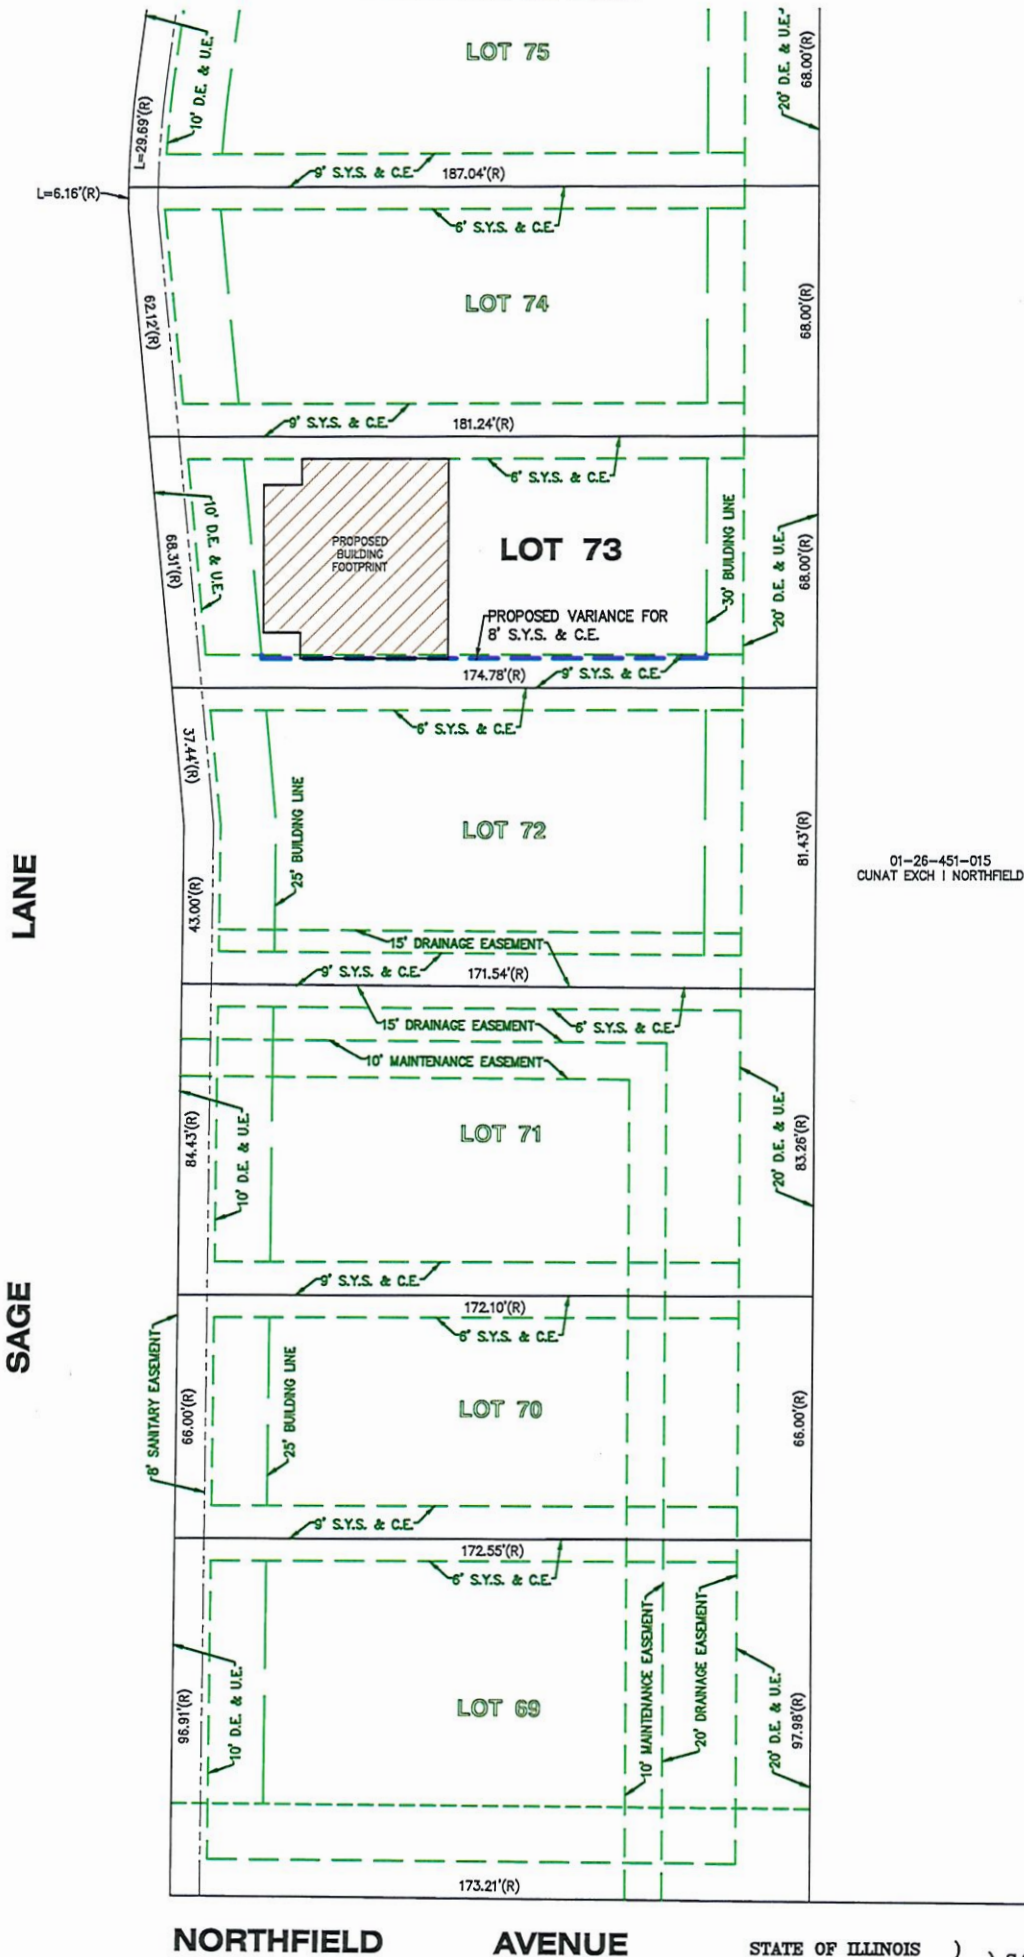 LOT 75
10' D.E. & U.E.
20' D.E. & U.E.
68.00'(R)
L=29.69'(R)
9' S.Y.S. & C.E.
187.04'(R)
L=6.16'(R)
6' S.Y.S. & C.E.
LOT 74
62.12'(R)
68.00'(R)
9' S.Y.S. & C.E.
181.24'(R)
6' S.Y.S. & C.E.
10' D.E. & U.E.
68.31'(R)
PROPOSED
BUILDING
FOOTPRINT
LOT 73
30' BUILDING LINE
20' D.E. & U.E.
68.00'(R)
PROPOSED VARIANCE FOR
8' S.Y.S. & C.E.
174.78'(R)
9' S.Y.S. & C.E.
6' S.Y.S. & C.E.
37.44'(R)
25' BUILDING LINE
LOT 72
81.43'(R)
01-26-451-015
CUNAT EXCH I NORTHFIELD
LANE
43.00'(R)
15' DRAINAGE EASEMENT
9' S.Y.S. & C.E.
171.54'(R)
15' DRAINAGE EASEMENT
6' S.Y.S. & C.E.
10' MAINTENANCE EASEMENT
84.43'(R)
10' D.E. & U.E.
LOT 71
20' D.E. & U.E.
83.26'(R)
9' S.Y.S. & C.E.
SAGE
172.10'(R)
6' S.Y.S. & C.E.
8' SANITARY EASEMENT
66.00'(R)
25' BUILDING LINE
LOT 70
66.00'(R)
9' S.Y.S. & C.E.
172.55'(R)
6' S.Y.S. & C.E.
96.91'(R)
10' D.E. & U.E.
LOT 69
10' MAINTENANCE EASEMENT
20' DRAINAGE EASEMENT
20' D.E. & U.E.
97.98'(R)
173.21'(R)
NORTHFIELD AVENUE
STATE OF ILLINOIS )